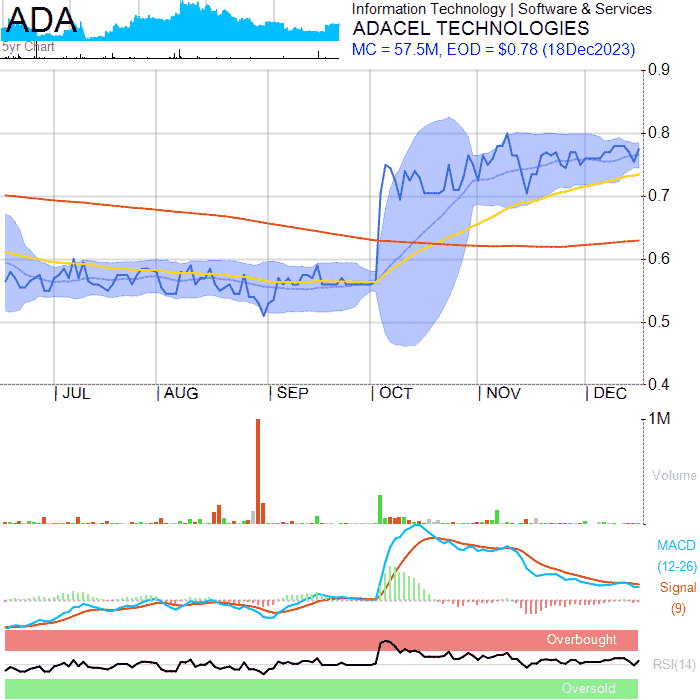 ADA
5yr Chart
Information Technology | Software & Services
ADACEL TECHNOLOGIES
MC = 57.5M, EOD = $0.78 (18Dec2023)
0.9
0.8
0.7
0.6
0.5
0.4
JUL AUG SEP OCT NOV DEC
1M
Volume
MACD
(12-26)
Signal
(9)
Overbought
RSI(14)
Oversold